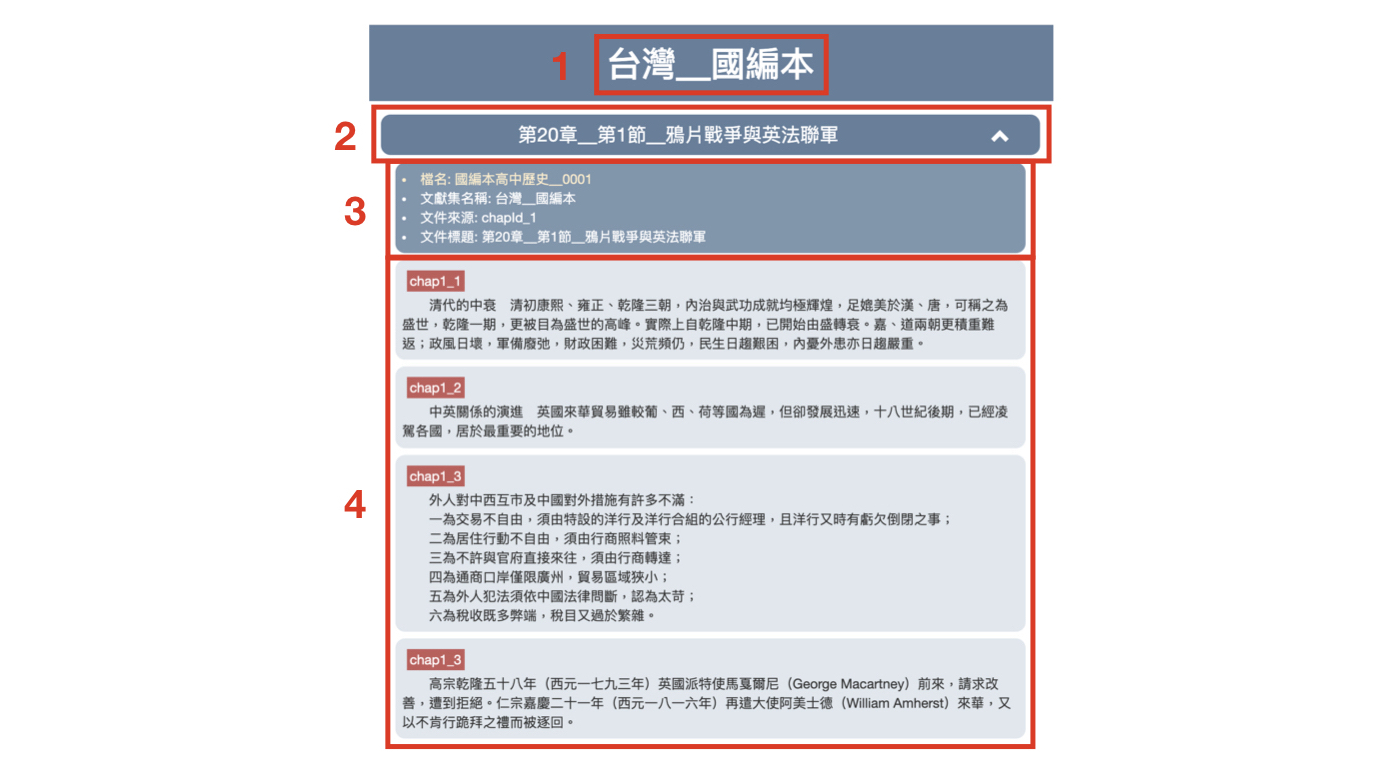 1 台灣__國編本
2 第20章__第1節__鴉片戰爭與英法聯軍
3
• 檔名: 國編本高中歷史__0001
• 文獻集名稱: 台灣__國編本
• 文件來源: chapId_1
• 文件標題: 第20章__第1節__鴉片戰爭與英法聯軍
4
chap1_1
清代的中衰　清初康熙、雍正、乾隆三朝，內治與武功成就均極輝煌，足媲美於漢、唐，可稱之為
盛世，乾隆一期，更被目為盛世的高峰。實際上自乾隆中期，已開始由盛轉衰。嘉、道兩朝更積重難
返；政風日壞，軍備廢弛，財政困難，災荒頻仍，民生日趨艱困，內憂外患亦日趨嚴重。
chap1_2
中英關係的演進　英國來華貿易雖較葡、西、荷等國為遲，但卻發展迅速，十八世紀後期，已經凌
駕各國，居於最重要的地位。
chap1_3
外人對中西互市及中國對外措施有許多不滿：
一為交易不自由，須由特設的洋行及洋行合組的公行經理，且洋行又時有虧欠倒閉之事；
二為居住行動不自由，須由行商照料管束；
三為不許與官府直接來往，須由行商轉達；
四為通商口岸僅限廣州，貿易區域狹小；
五為外人犯法須依中國法律問斷，認為太苛；
六為稅收既多弊端，稅目又過於繁雜。
chap1_3
高宗乾隆五十八年（西元一七九三年）英國派特使馬戛爾尼（George Macartney）前來，請求改
善，遭到拒絕。仁宗嘉慶二十一年（西元一八一六年）再遣大使阿美士德（William Amherst）來華，又
以不肯行跪拜之禮而被逐回。